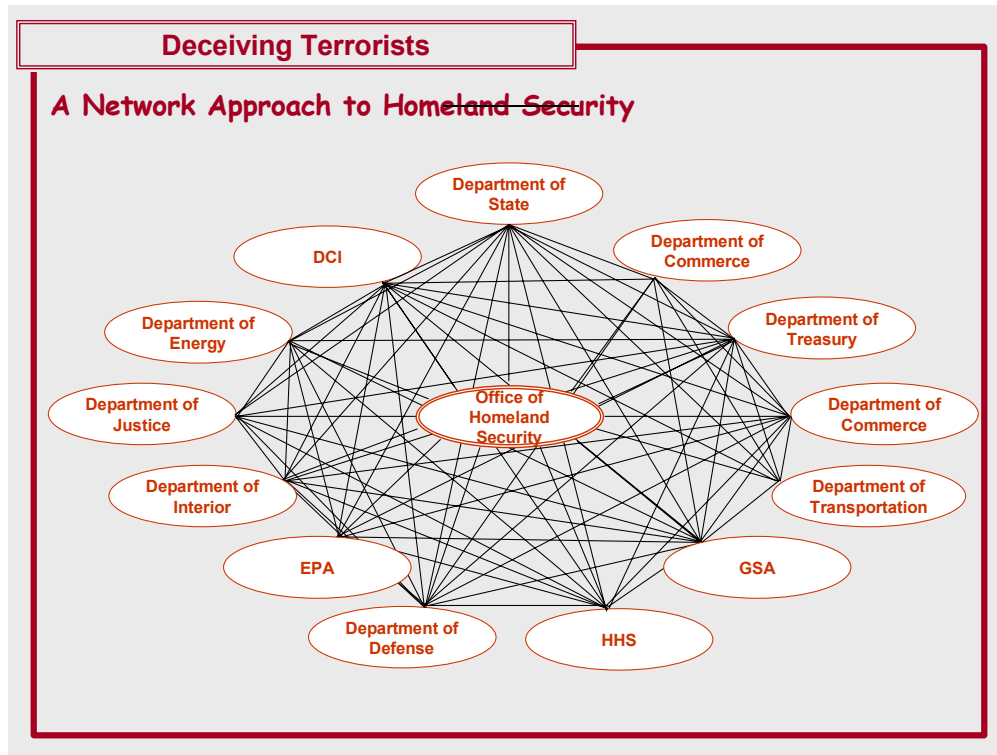 Deceiving Terrorists
A Network Approach to Homeland Security
Department of
State
DCI
Department of
Commerce
Department of
Energy
Department of
Treasury
Department of
Justice
Office of
Homeland
Security
Department of
Commerce
Department of
Interior
Department of
Transportation
EPA
GSA
Department of
Defense
HHS